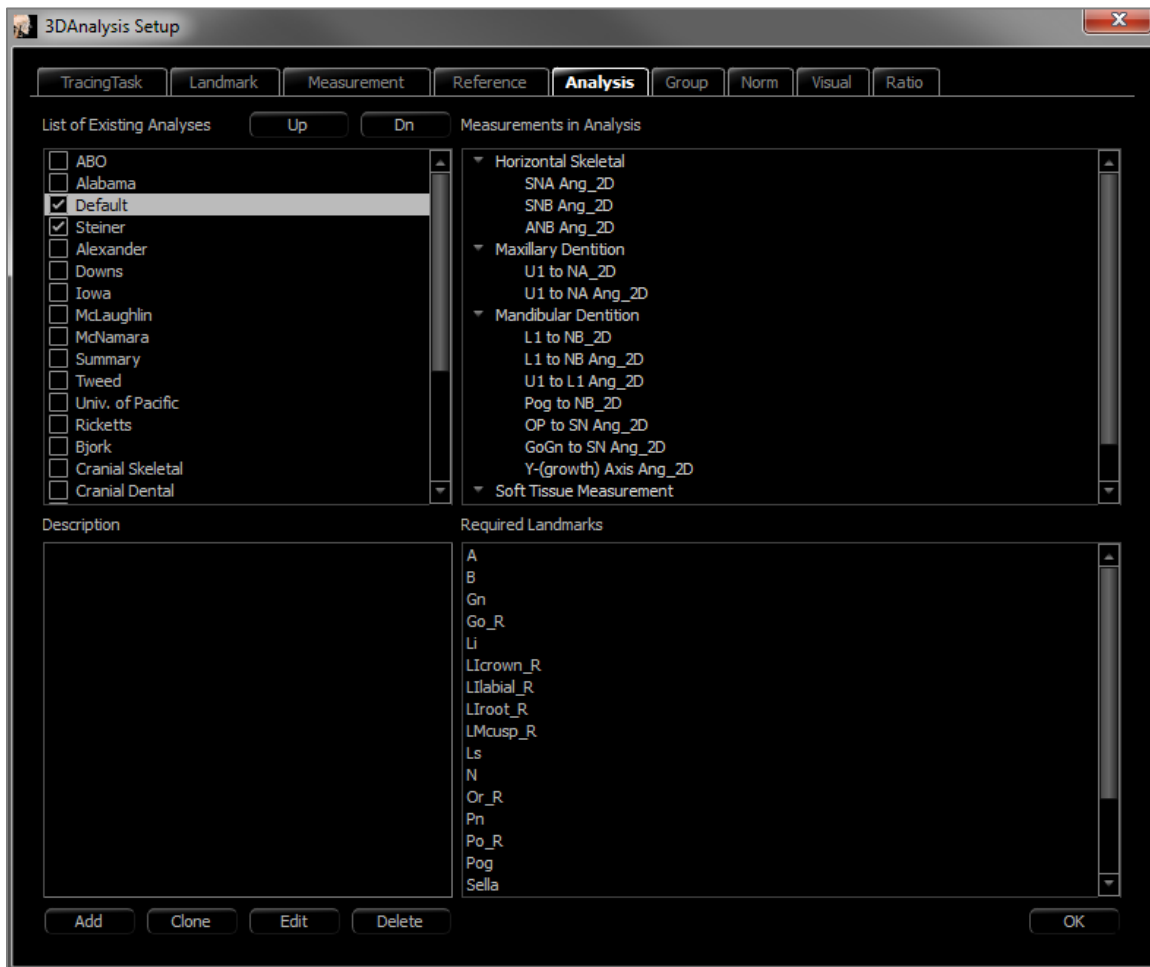 3DAnalysis Setup
TracingTask Landmark Measurement Reference Analysis Group Norm Visual Ratio
List of Existing Analyses Up Dn
ABO
Alabama
Default
Steiner
Alexander
Downs
Iowa
McLaughlin
McNamara
Summary
Tweed
Univ. of Pacific
Ricketts
Bjork
Cranial Skeletal
Cranial Dental
Measurements in Analysis
Horizontal Skeletal
SNA Ang_2D
SNB Ang_2D
ANB Ang_2D
Maxillary Dentition
U1 to NA_2D
U1 to NA Ang_2D
Mandibular Dentition
L1 to NB_2D
L1 to NB Ang_2D
U1 to L1 Ang_2D
Pog to NB_2D
OP to SN Ang_2D
GoGn to SN Ang_2D
Y-(growth) Axis Ang_2D
Soft Tissue Measurement
Description
Required Landmarks
A
B
Gn
Go_R
Li
LIcrown_R
LIlabial_R
LIroot_R
LMcusp_R
Ls
N
Or_R
Pn
Po_R
Pog
Sella
Add Clone Edit Delete OK